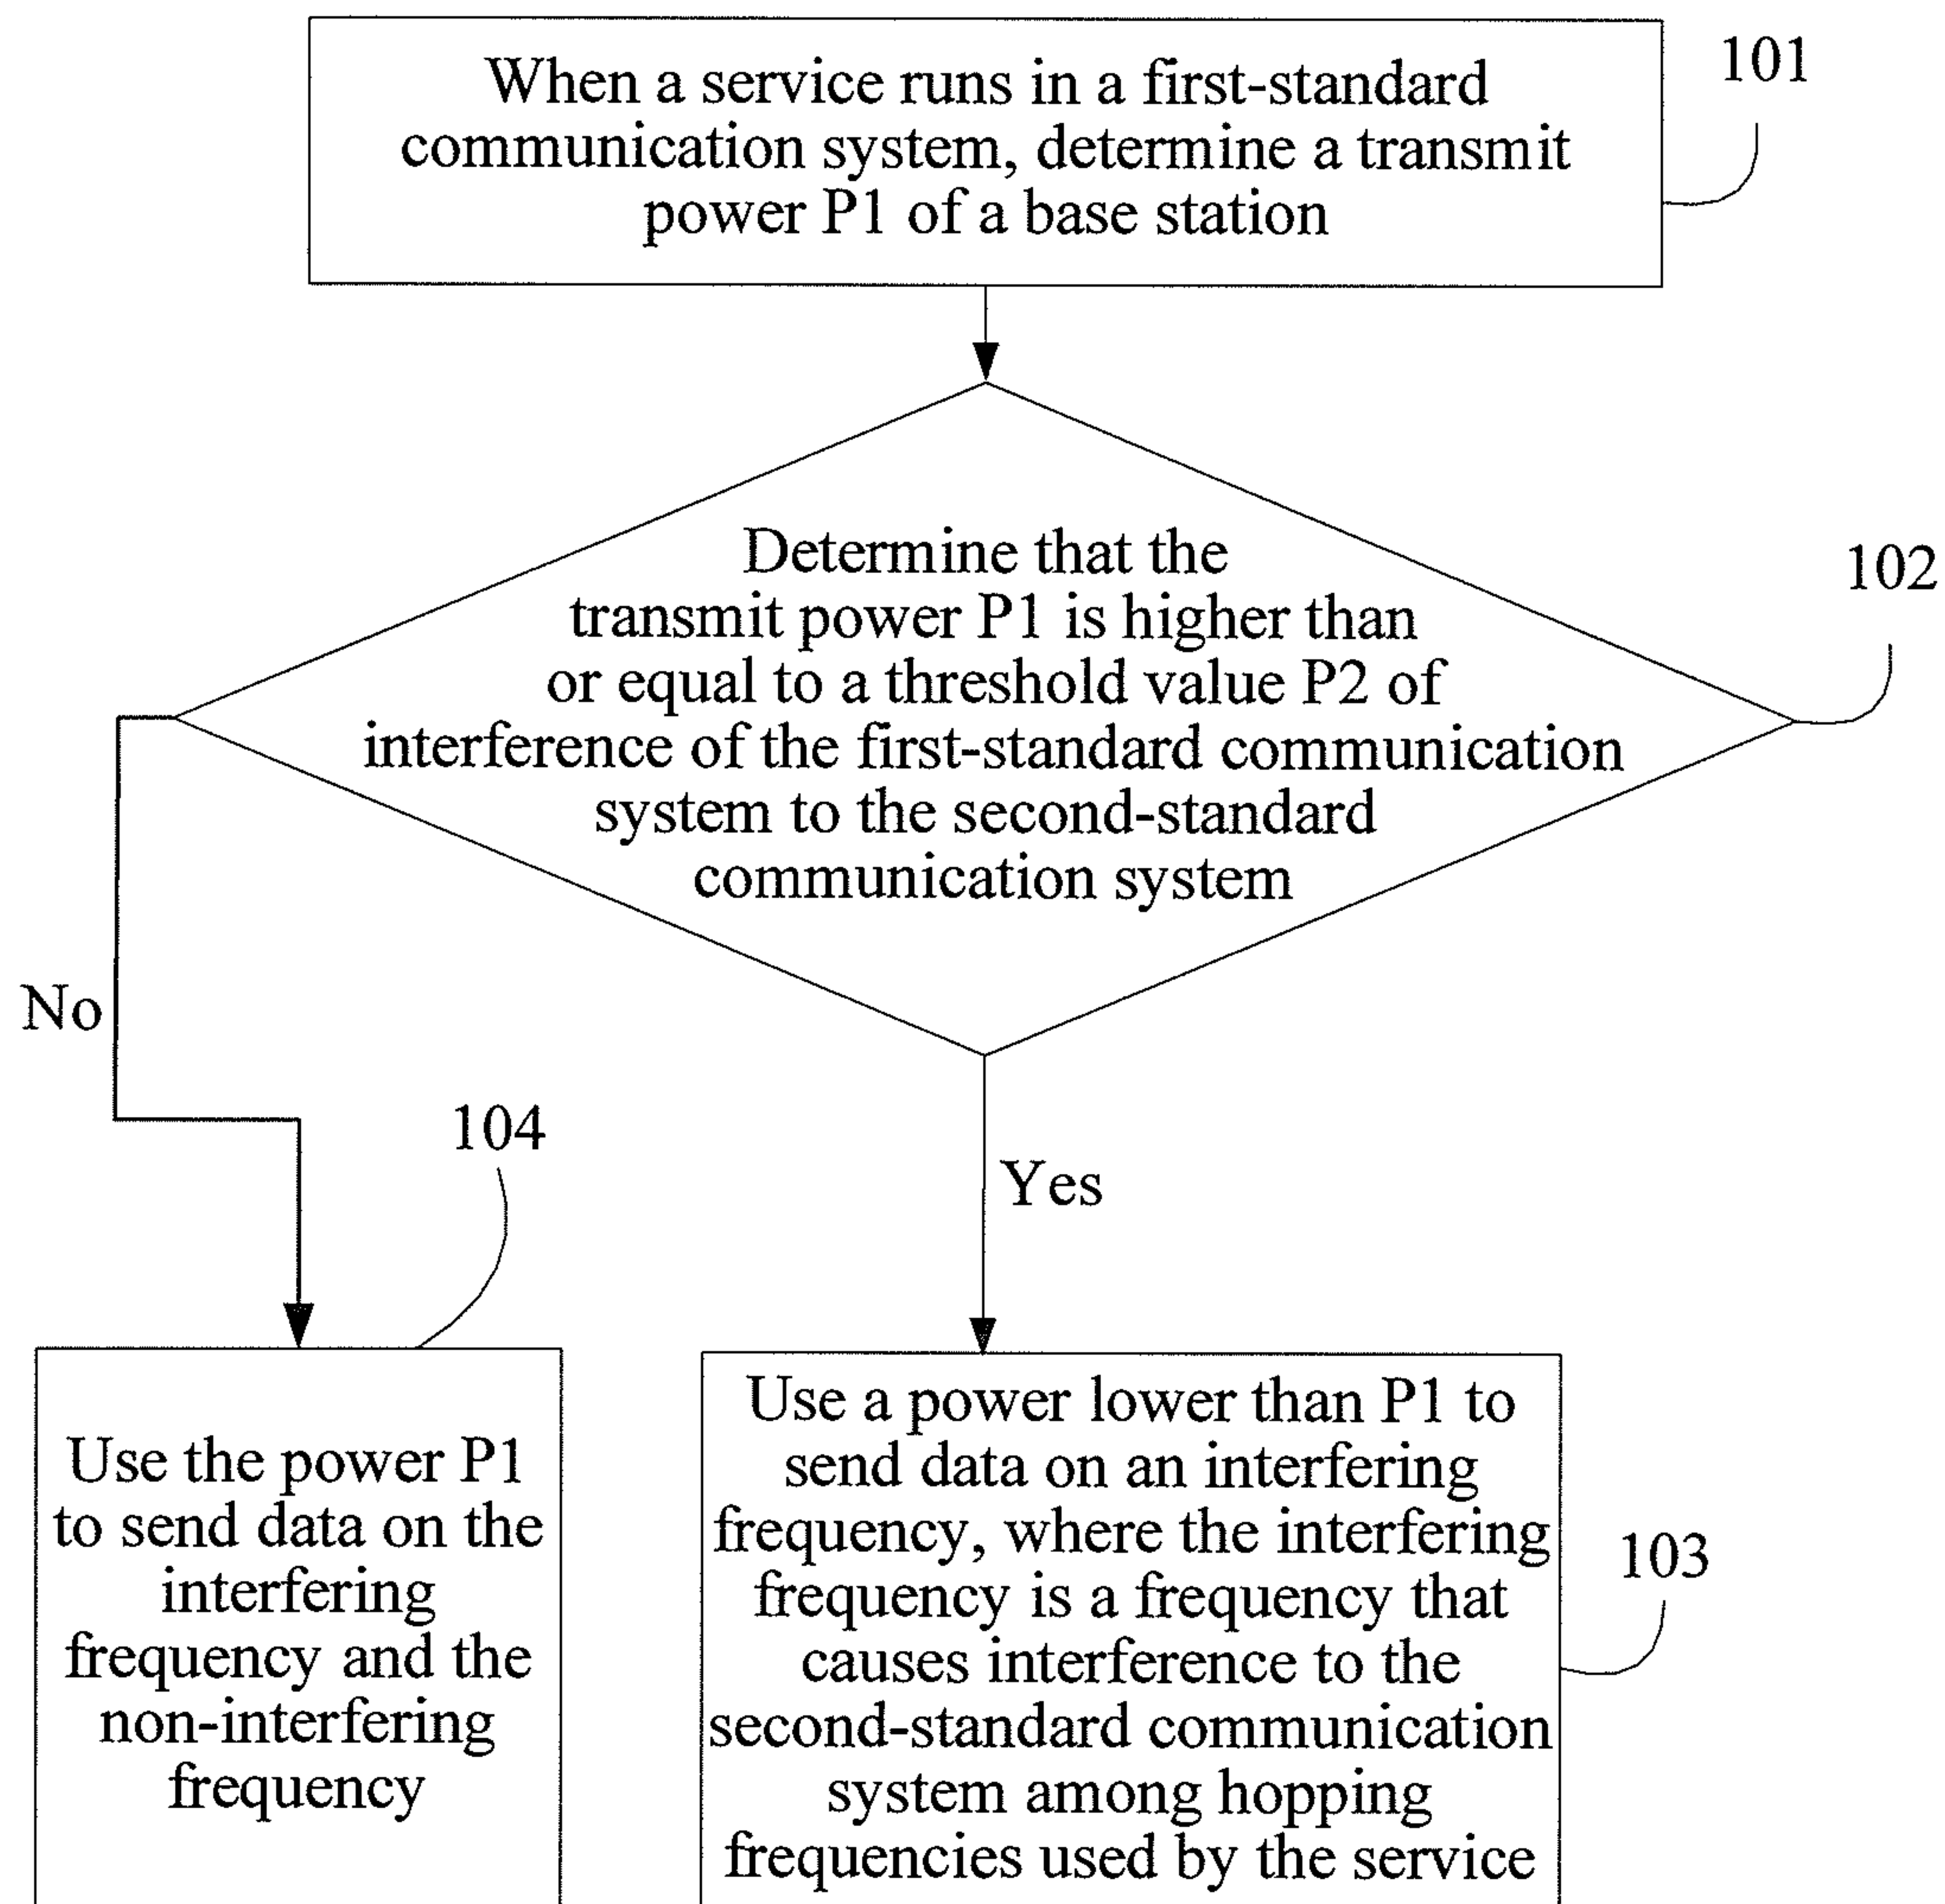 When a service runs in a first-standard
communication system, determine a transmit
power P1 of a base station
101
Determine that the
transmit power P1 is higher than
or equal to a threshold value P2 of
interference of the first-standard communication
system to the second-standard
communication system
102
No
Yes
104
Use the power P1
to send data on the
interfering
frequency and the
non-interfering
frequency
Use a power lower than P1 to
send data on an interfering
frequency, where the interfering
frequency is a frequency that
causes interference to the
second-standard communication
system among hopping
frequencies used by the service
103